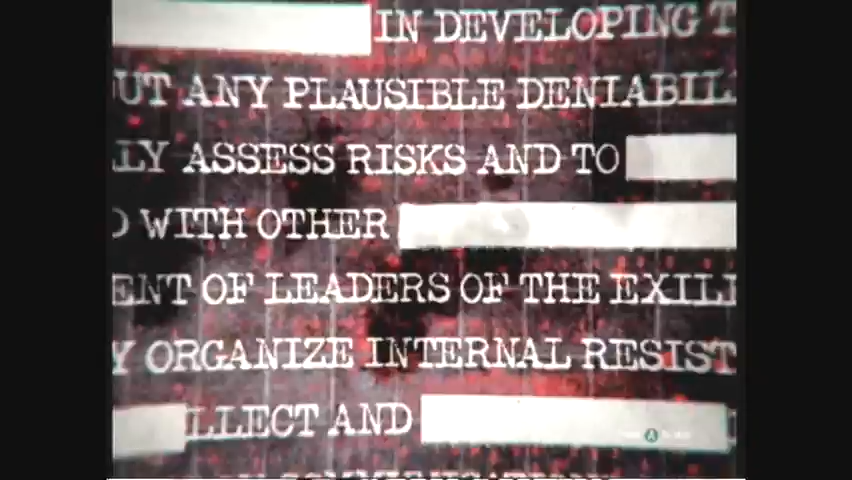 IN DEVELOPING T
UT ANY PLAUSIBLE DENIABIL
LY ASSESS RISKS AND TO
D WITH OTHER
ENT OF LEADERS OF THE EXIL
Y ORGANIZE INTERNAL RESIST
LLECT AND